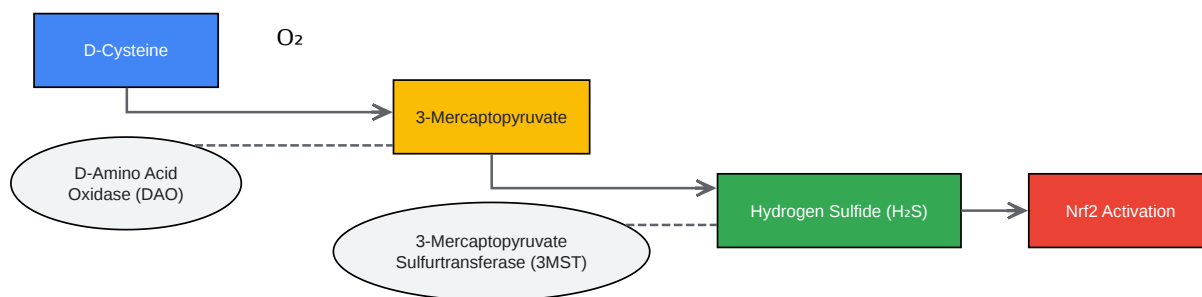 D-Cysteine
O₂
3-Mercaptopyruvate
D-Amino Acid
Oxidase (DAO)
Hydrogen Sulfide (H₂S)
Nrf2 Activation
3-Mercaptopyruvate
Sulfurtransferase (3MST)